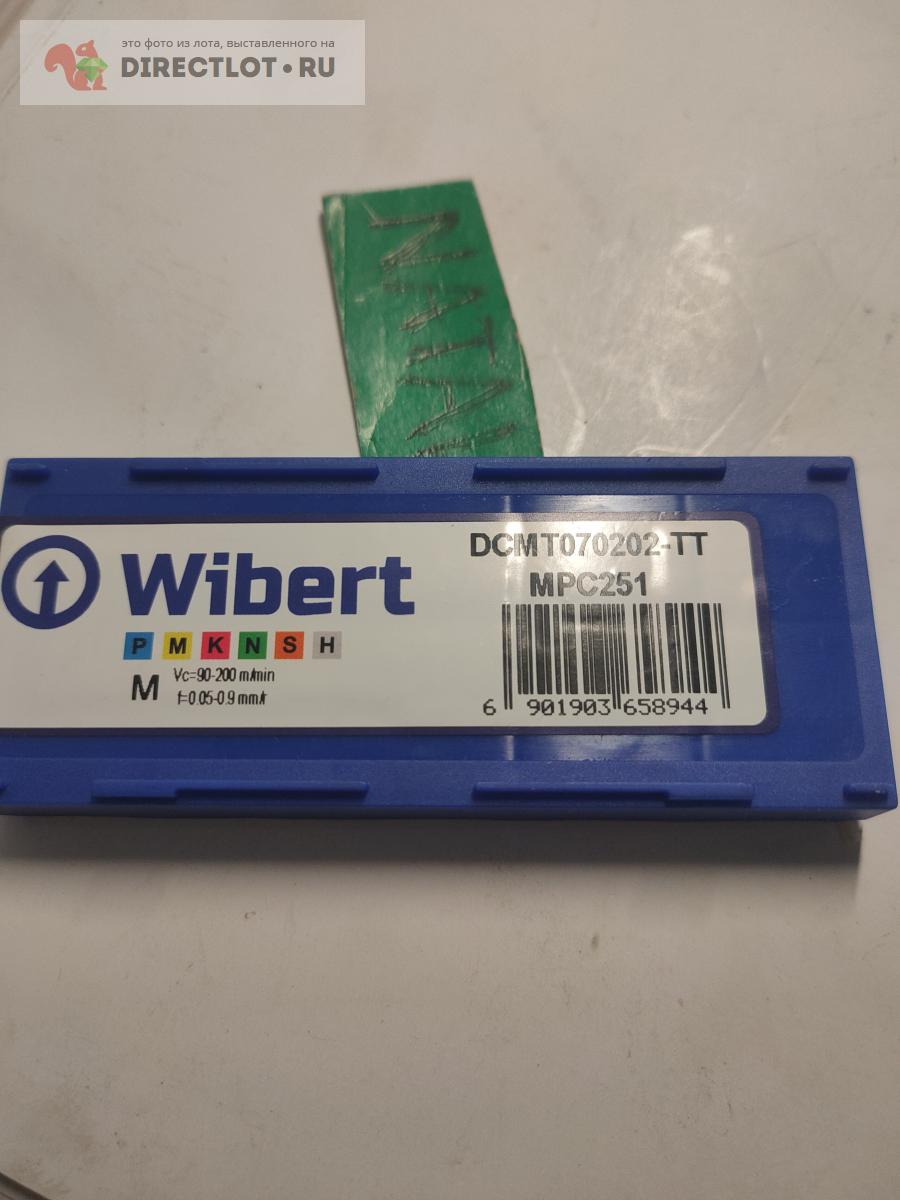 это фото из лота, выставленного на
DIRECTLOT•RU
Wibert
DCMT070202-TT
MPC251
P M K N S H
M
Vc=90-200 m/min
f=0.05-0.9 mm/r
6 901903 658944